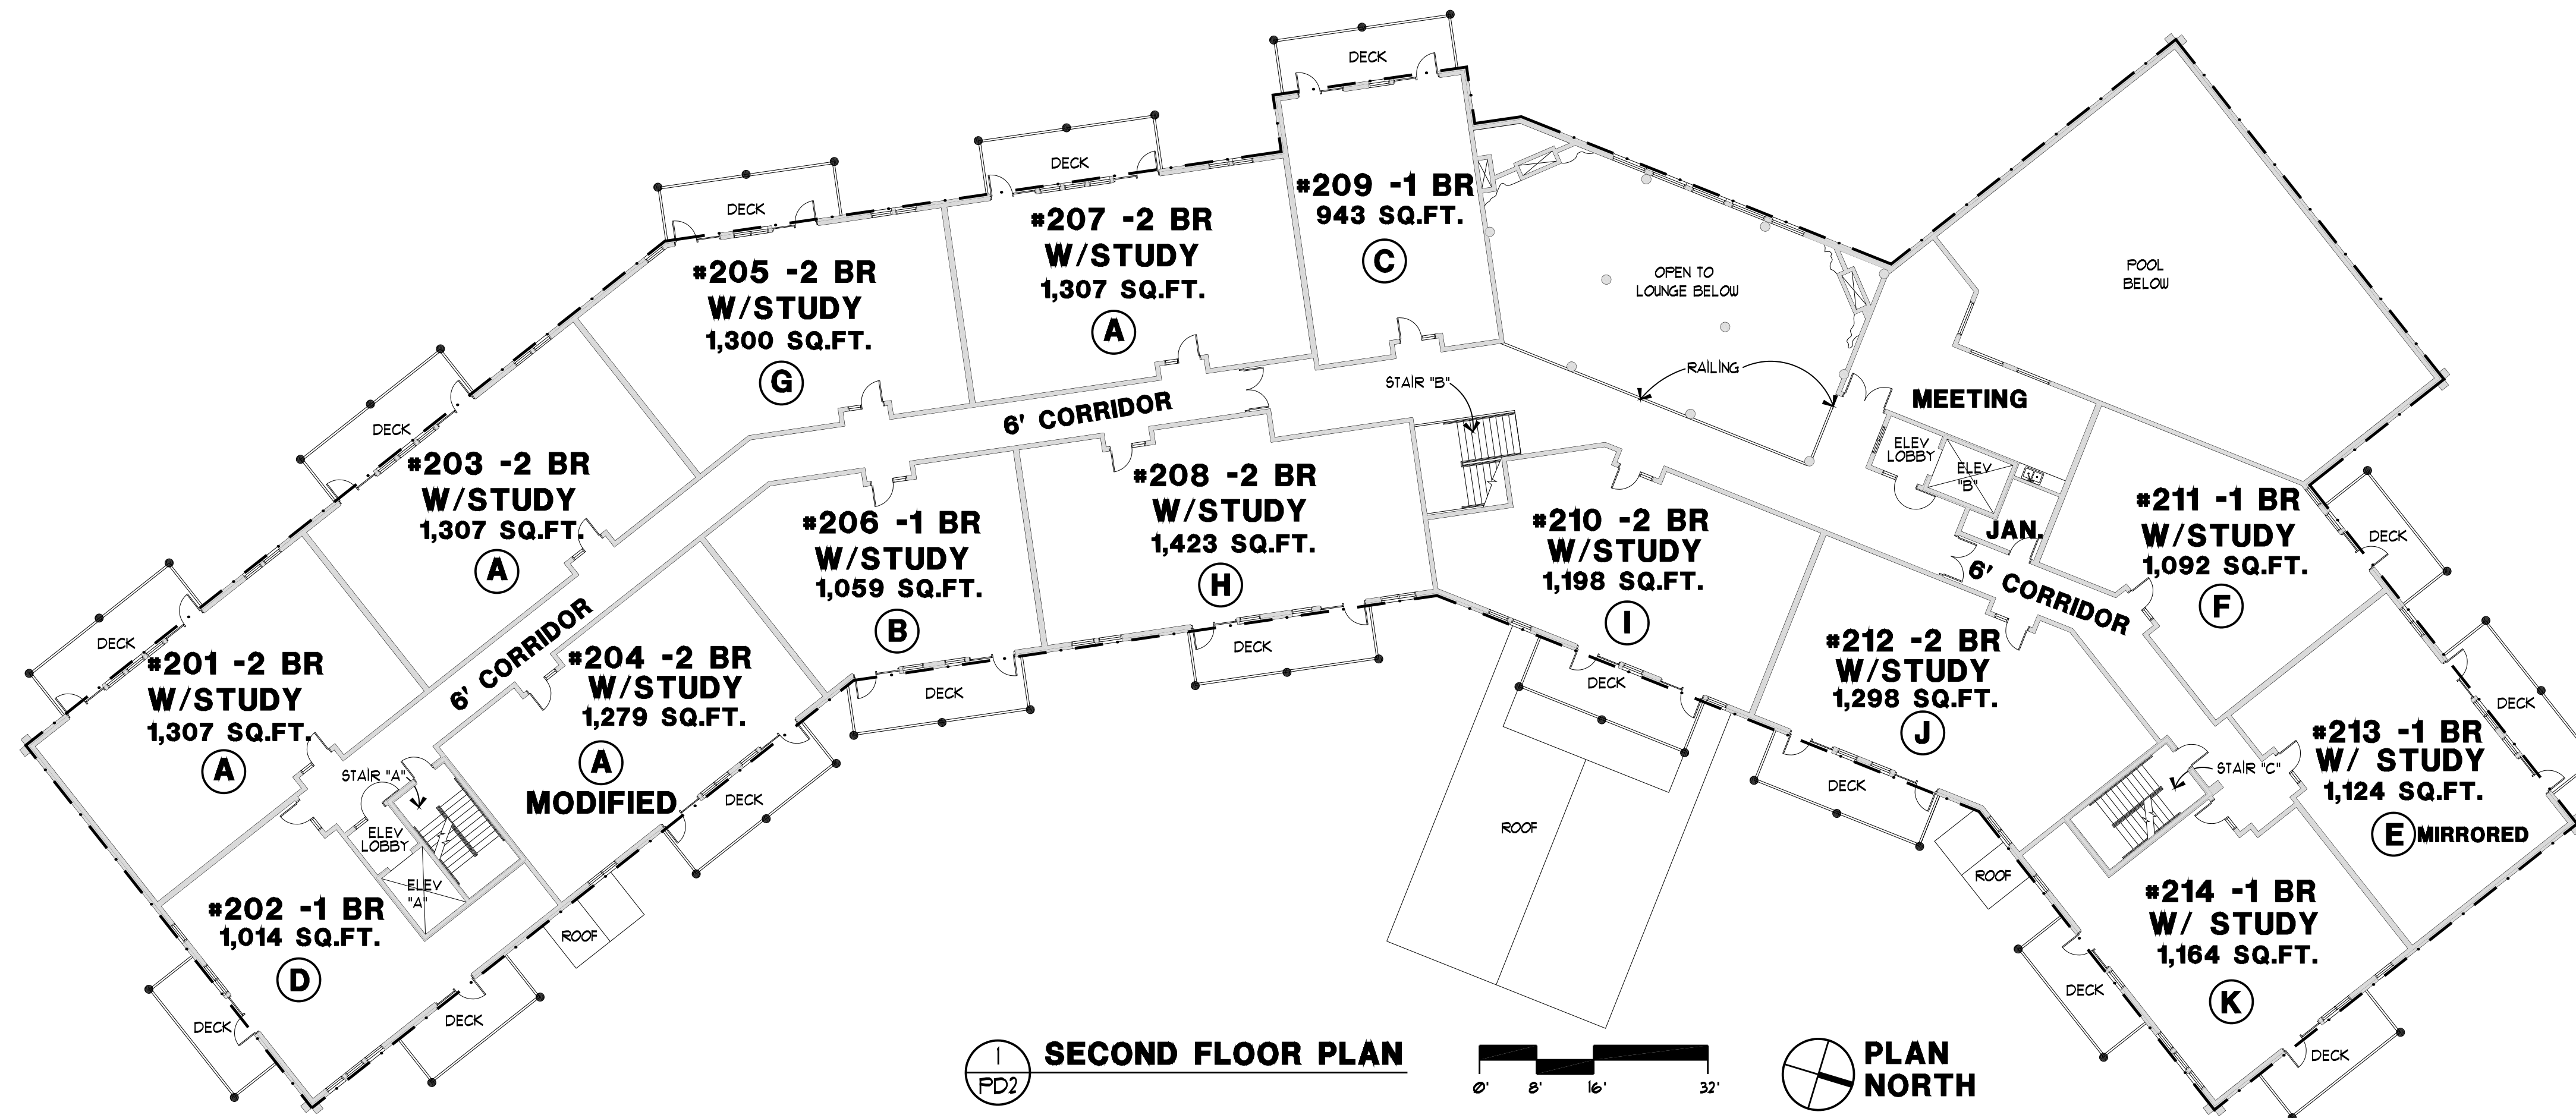 DECK
DECK
DECK
DECK
DECK
DECK
#201 -2 BR
W/STUDY
1,307 SQ.FT.
A
#203 -2 BR
W/STUDY
1,307 SQ.FT.
A
#205 -2 BR
W/STUDY
1,300 SQ.FT.
G
#207 -2 BR
W/STUDY
1,307 SQ.FT.
A
#209 -1 BR
943 SQ.FT.
C
OPEN TO
LOUNGE BELOW
RAILING
POOL
BELOW
MEETING
ELEV
LOBBY
ELEV
"B"
JAN.
6' CORRIDOR
6' CORRIDOR
6' CORRIDOR
STAIR "B"
#202 -1 BR
1,014 SQ.FT.
D
STAIR "A"
ELEV
LOBBY
ELEV
"A"
#204 -2 BR
W/STUDY
1,279 SQ.FT.
A
MODIFIED
#206 -1 BR
W/STUDY
1,059 SQ.FT.
B
#208 -2 BR
W/STUDY
1,423 SQ.FT.
H
#210 -2 BR
W/STUDY
1,198 SQ.FT.
I
#212 -2 BR
W/STUDY
1,298 SQ.FT.
J
#211 -1 BR
W/STUDY
1,092 SQ.FT.
F
#213 -1 BR
W/ STUDY
1,124 SQ.FT.
E MIRRORED
STAIR "C"
#214 -1 BR
W/ STUDY
1,164 SQ.FT.
K
DECK
DECK
DECK
DECK
DECK
DECK
DECK
DECK
DECK
DECK
DECK
ROOF
ROOF
ROOF
1
PD2
SECOND FLOOR PLAN
0' 8' 16' 32'
PLAN
NORTH